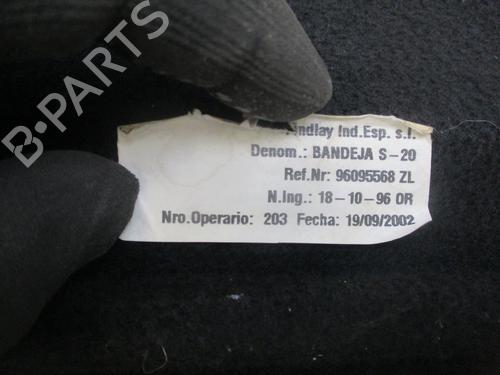 Ind.Esp. s.l.
Denom.: BANDEJA S-20
Ref.Nr: 96095568 ZL
N.Ing.: 18-10-96 OR
Nro.Operario: 203 Fecha: 19/09/2002
B-PARTS